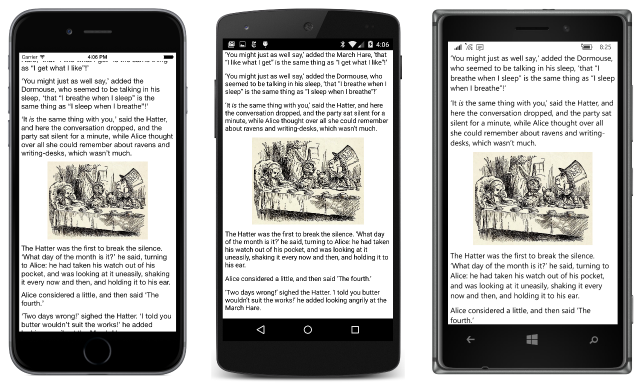 Carrier 4:06 PM
as "I get what I like"!'
'You might just as well say,' added the
Dormouse, who seemed to be talking in his
sleep, 'that "I breathe when I sleep" is the
same thing as "I sleep when I breathe"!'
'It is the same thing with you,' said the Hatter,
and here the conversation dropped, and the
party sat silent for a minute, while Alice thought
over all she could remember about ravens and
writing-desks, which wasn't much.
The Hatter was the first to break the silence.
'What day of the month is it?' he said, turning
to Alice: he had taken his watch out of his
pocket, and was looking at it uneasily, shaking
it every now and then, and holding it to his ear.
Alice considered a little, and then said 'The
fourth.'
'Two days wrong!' sighed the Hatter. 'I told you
butter wouldn't suit the works!' he added
4:06
'You might just as well say,' added the March Hare, 'that
"I like what I get" is the same thing as "I get what I like"!'
'You might just as well say,' added the Dormouse, who
seemed to be talking in his sleep, 'that "I breathe when I
sleep" is the same thing as "I sleep when I breathe"!'
'It is the same thing with you,' said the Hatter, and here
the conversation dropped, and the party sat silent for a
minute, while Alice thought over all she could remember
about ravens and writing-desks, which wasn't much.
The Hatter was the first to break the silence. 'What day
of the month is it?' he said, turning to Alice: he had taken
his watch out of his pocket, and was looking at it
uneasily, shaking it every now and then, and holding it to
his ear.
Alice considered a little, and then said 'The fourth.'
'Two days wrong!' sighed the Hatter. 'I told you butter
wouldn't suit the works!' he added looking angrily at the
March Hare.
8:25
'You might just as well say,' added the Dormouse,
who seemed to be talking in his sleep, 'that "I
breathe when I sleep" is the same thing as "I sleep
when I breathe"!'
'It is the same thing with you,' said the Hatter, and
here the conversation dropped, and the party sat
silent for a minute, while Alice thought over all
she could remember about ravens and writing-
desks, which wasn't much.
The Hatter was the first to break the silence.
'What day of the month is it?' he said, turning to
Alice: he had taken his watch out of his pocket,
and was looking at it uneasily, shaking it every
now and then, and holding it to his ear.
Alice considered a little, and then said 'The
fourth.'